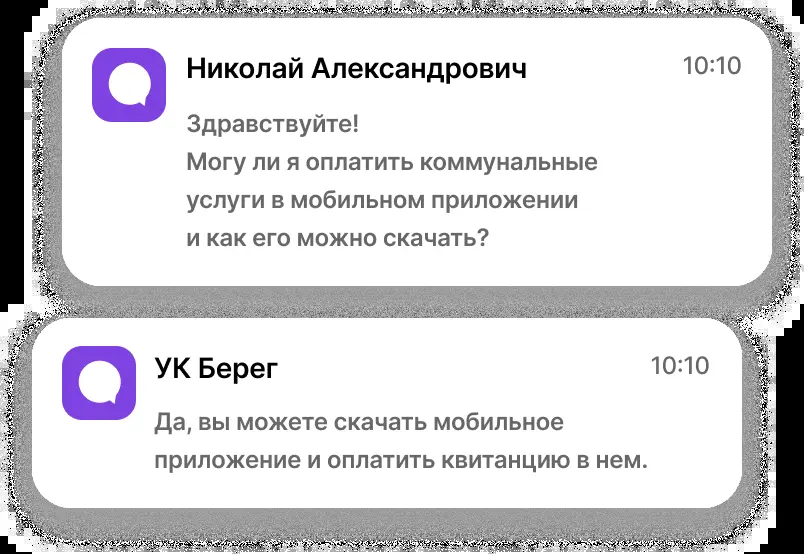 Николай Александрович 10:10
Здравствуйте!
Могу ли я оплатить коммунальные
услуги в мобильном приложении
и как его можно скачать?
УК Берег 10:10
Да, вы можете скачать мобильное
приложение и оплатить квитанцию в нем.